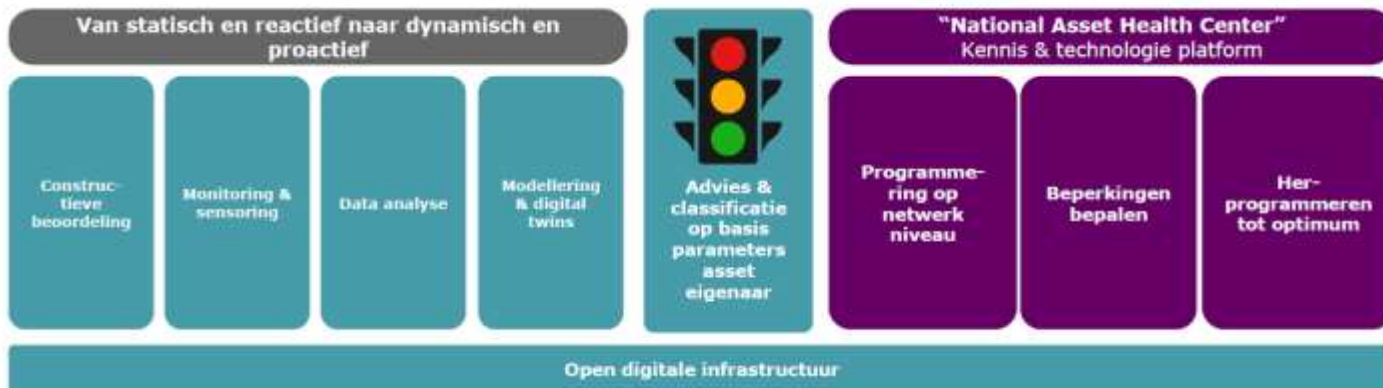 Van statisch en reactief naar dynamisch en
proactief
Construc-
tieve
beoordeling
Monitoring &
sensoring
Data analyse
Modellering
& digital
twins
Advies &
classificatie
op basis
parameters
asset
eigenaar
"National Asset Health Center"
Kennis & technologie platform
Programme-
ring op
netwerk
niveau
Beperkingen
bepalen
Her-
programmeren
tot optimum
Open digitale infrastructuur